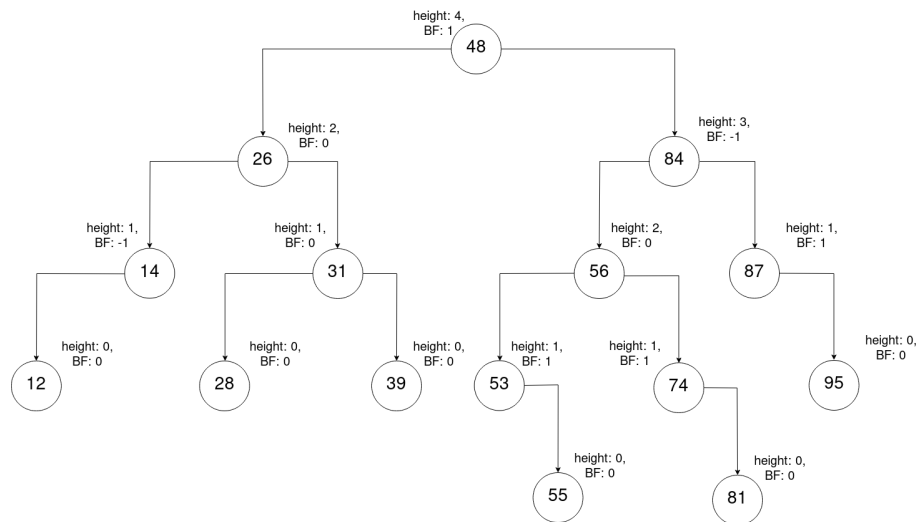 height: 4,
BF: 1
48
height: 2,
BF: 0
26
height: 3,
BF: -1
84
height: 1,
BF: -1
14
height: 1,
BF: 0
31
height: 2,
BF: 0
56
height: 1,
BF: 1
87
height: 0,
BF: 0
12
height: 0,
BF: 0
28
height: 0,
BF: 0
39
height: 1,
BF: 1
53
height: 1,
BF: 1
74
height: 0,
BF: 0
95
height: 0,
BF: 0
55
height: 0,
BF: 0
81